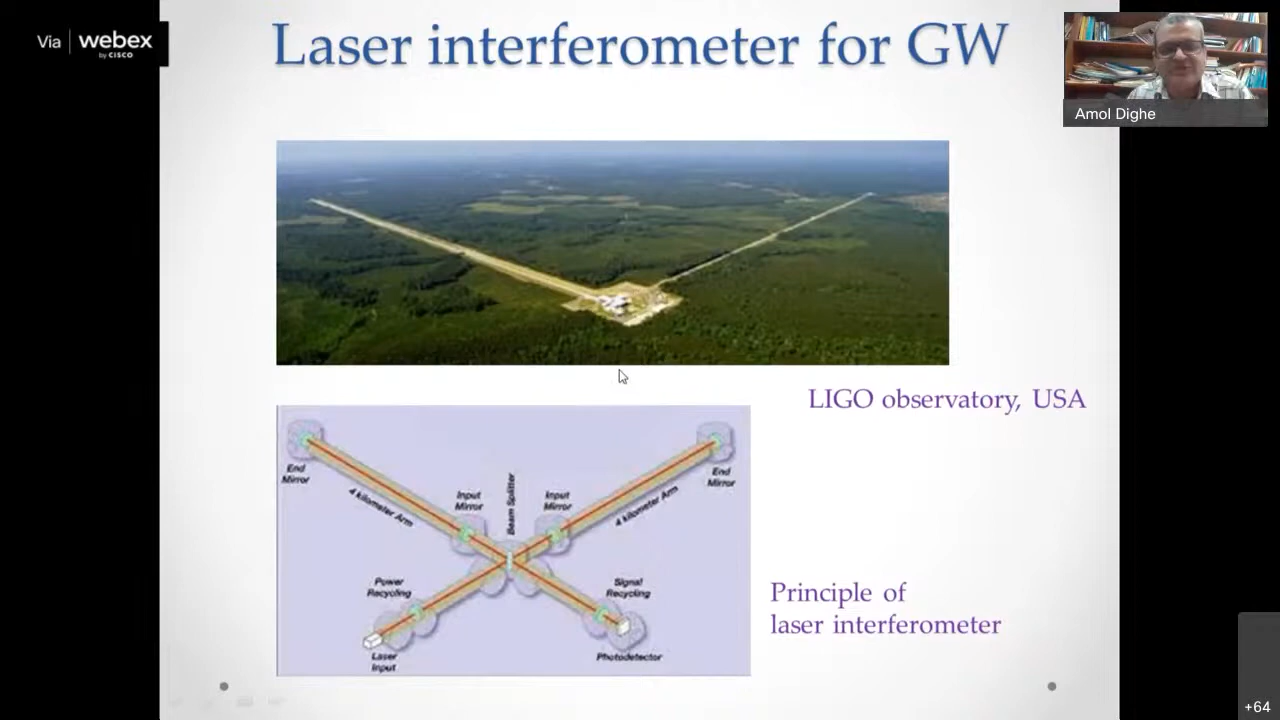 Via webex
by CISCO
Laser interferometer for GW
Amol Dighe
LIGO observatory, USA
End
Mirror
4 kilometer Arm
Input
Mirror
Beam Splitter
Input
Mirror
4 kilometer Arm
End
Mirror
Power
Recycling
Signal
Recycling
Laser
Input
Photodetector
Principle of
laser interferometer
+64